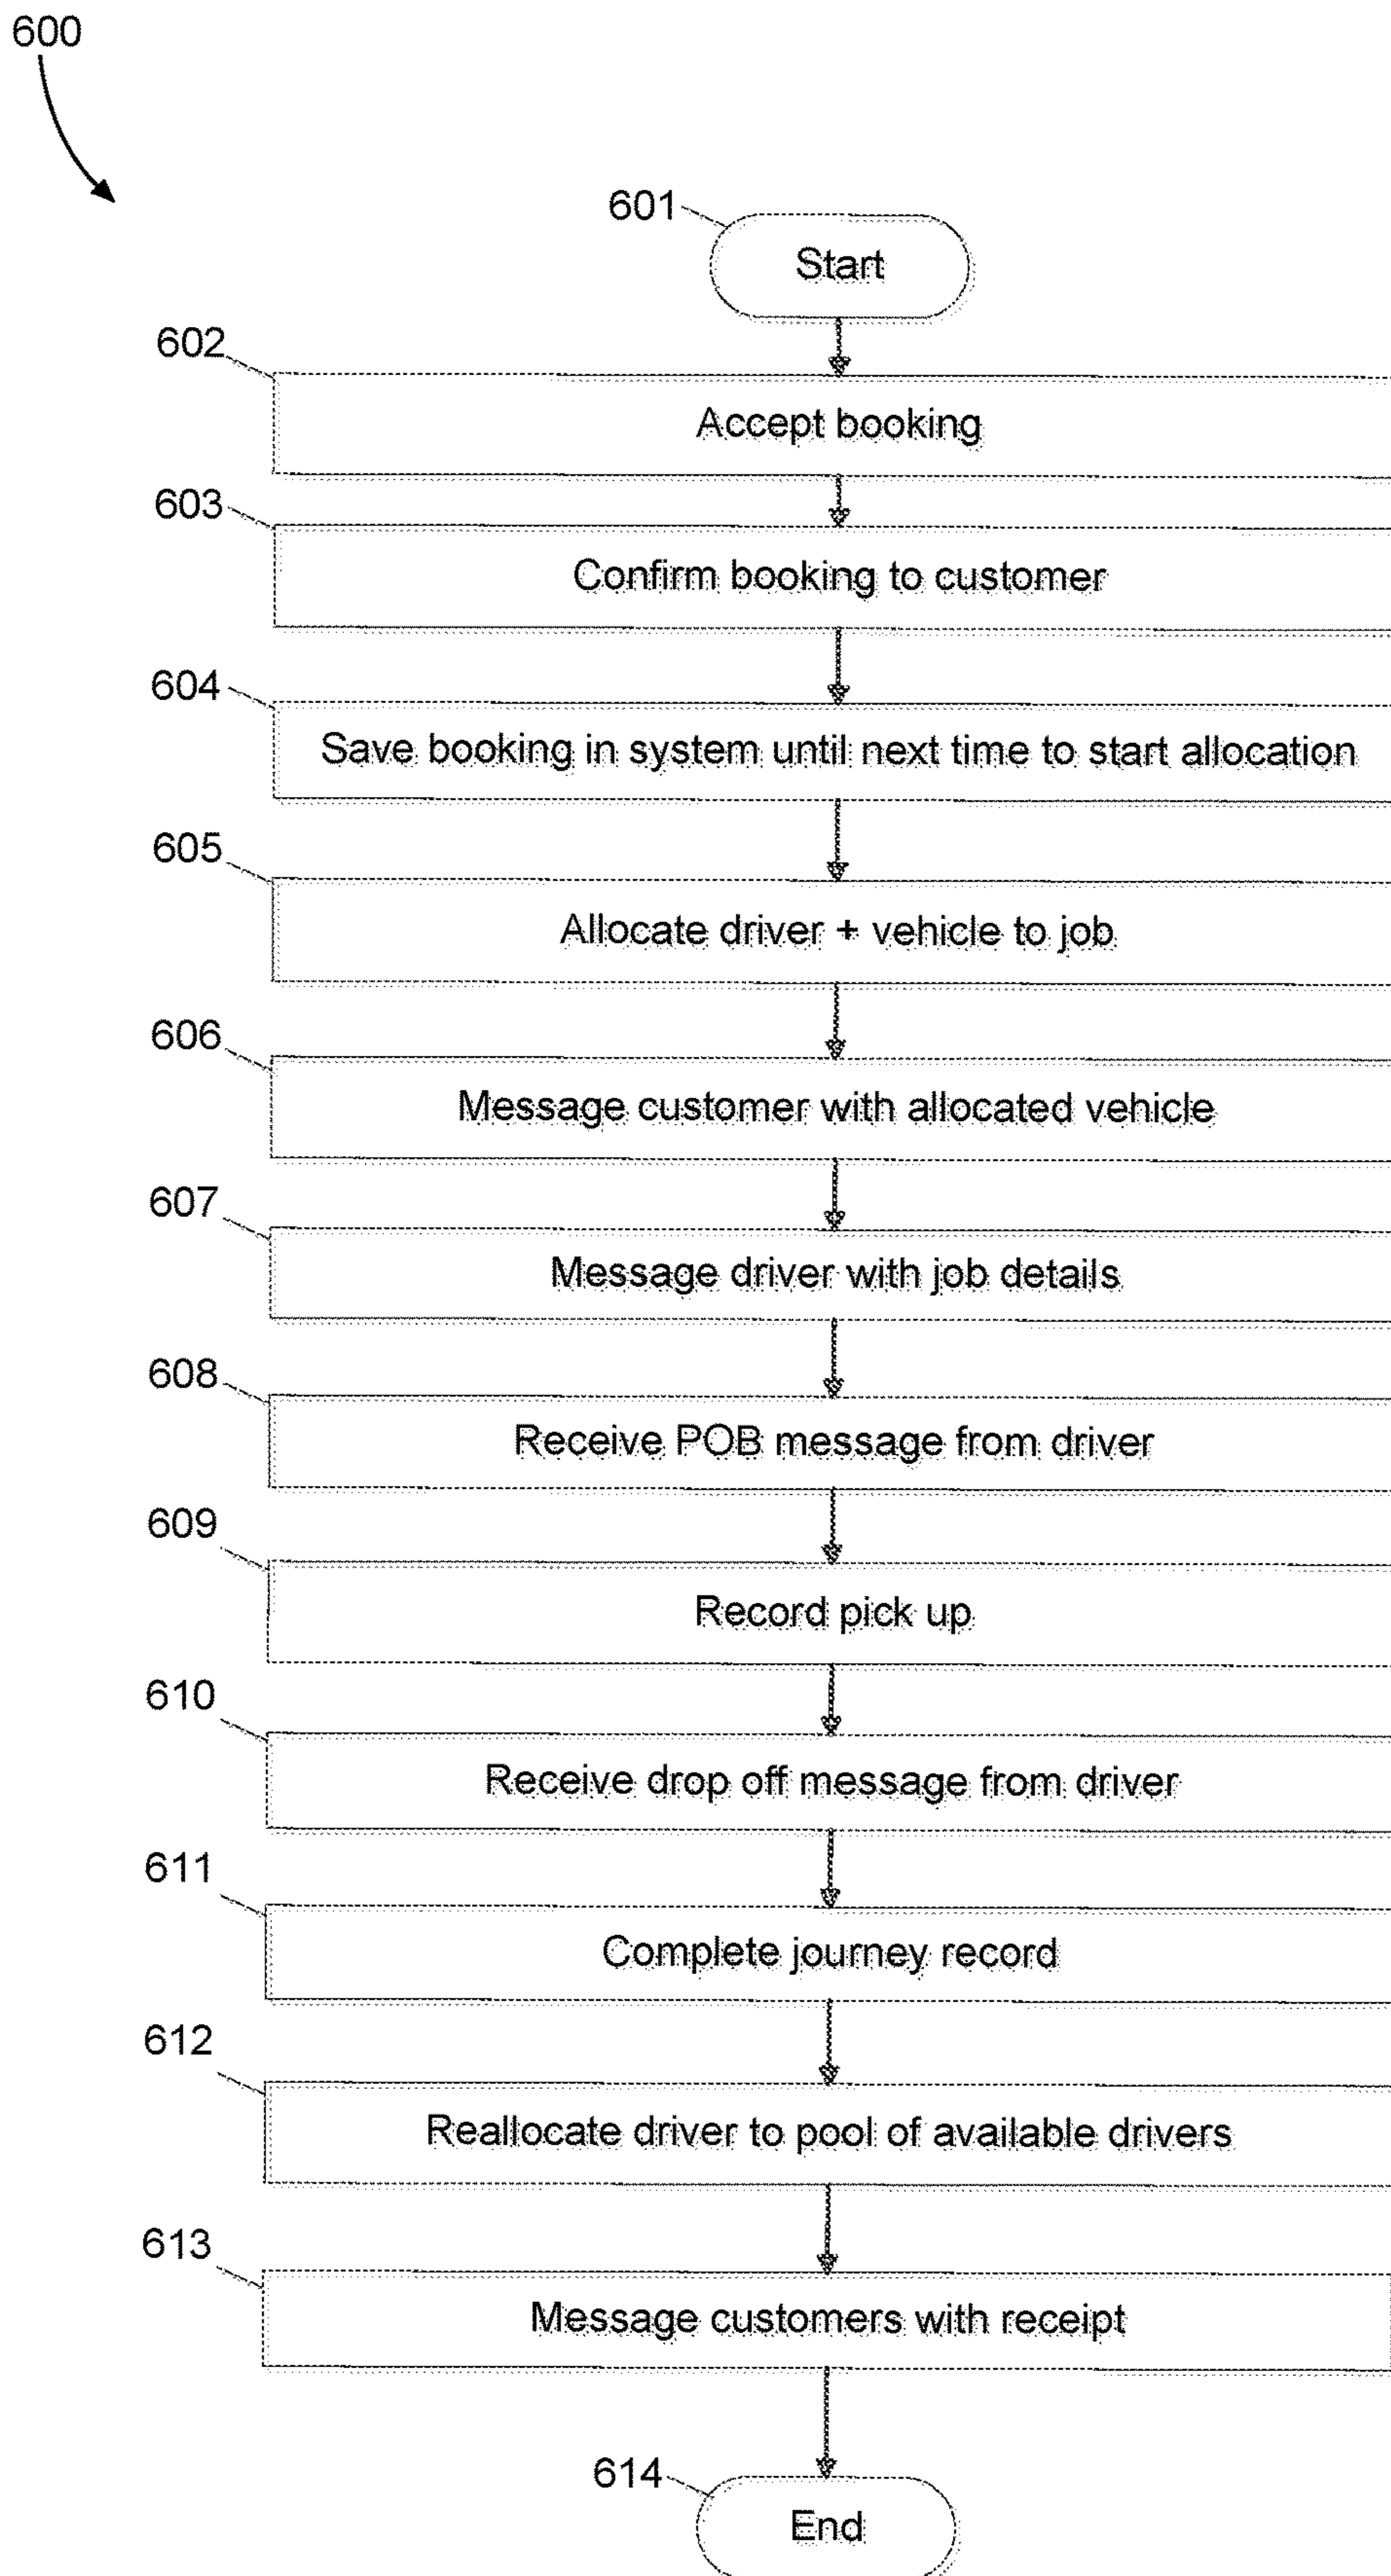 600
601
Start
602
Accept booking
603
Confirm booking to customer
604
Save booking in system until next time to start allocation
605
Allocate driver + vehicle to job
606
Message customer with allocated vehicle
607
Message driver with job details
608
Receive POB message from driver
609
Record pick up
610
Receive drop off message from driver
611
Complete journey record
612
Reallocate driver to pool of available drivers
613
Message customers with receipt
614
End